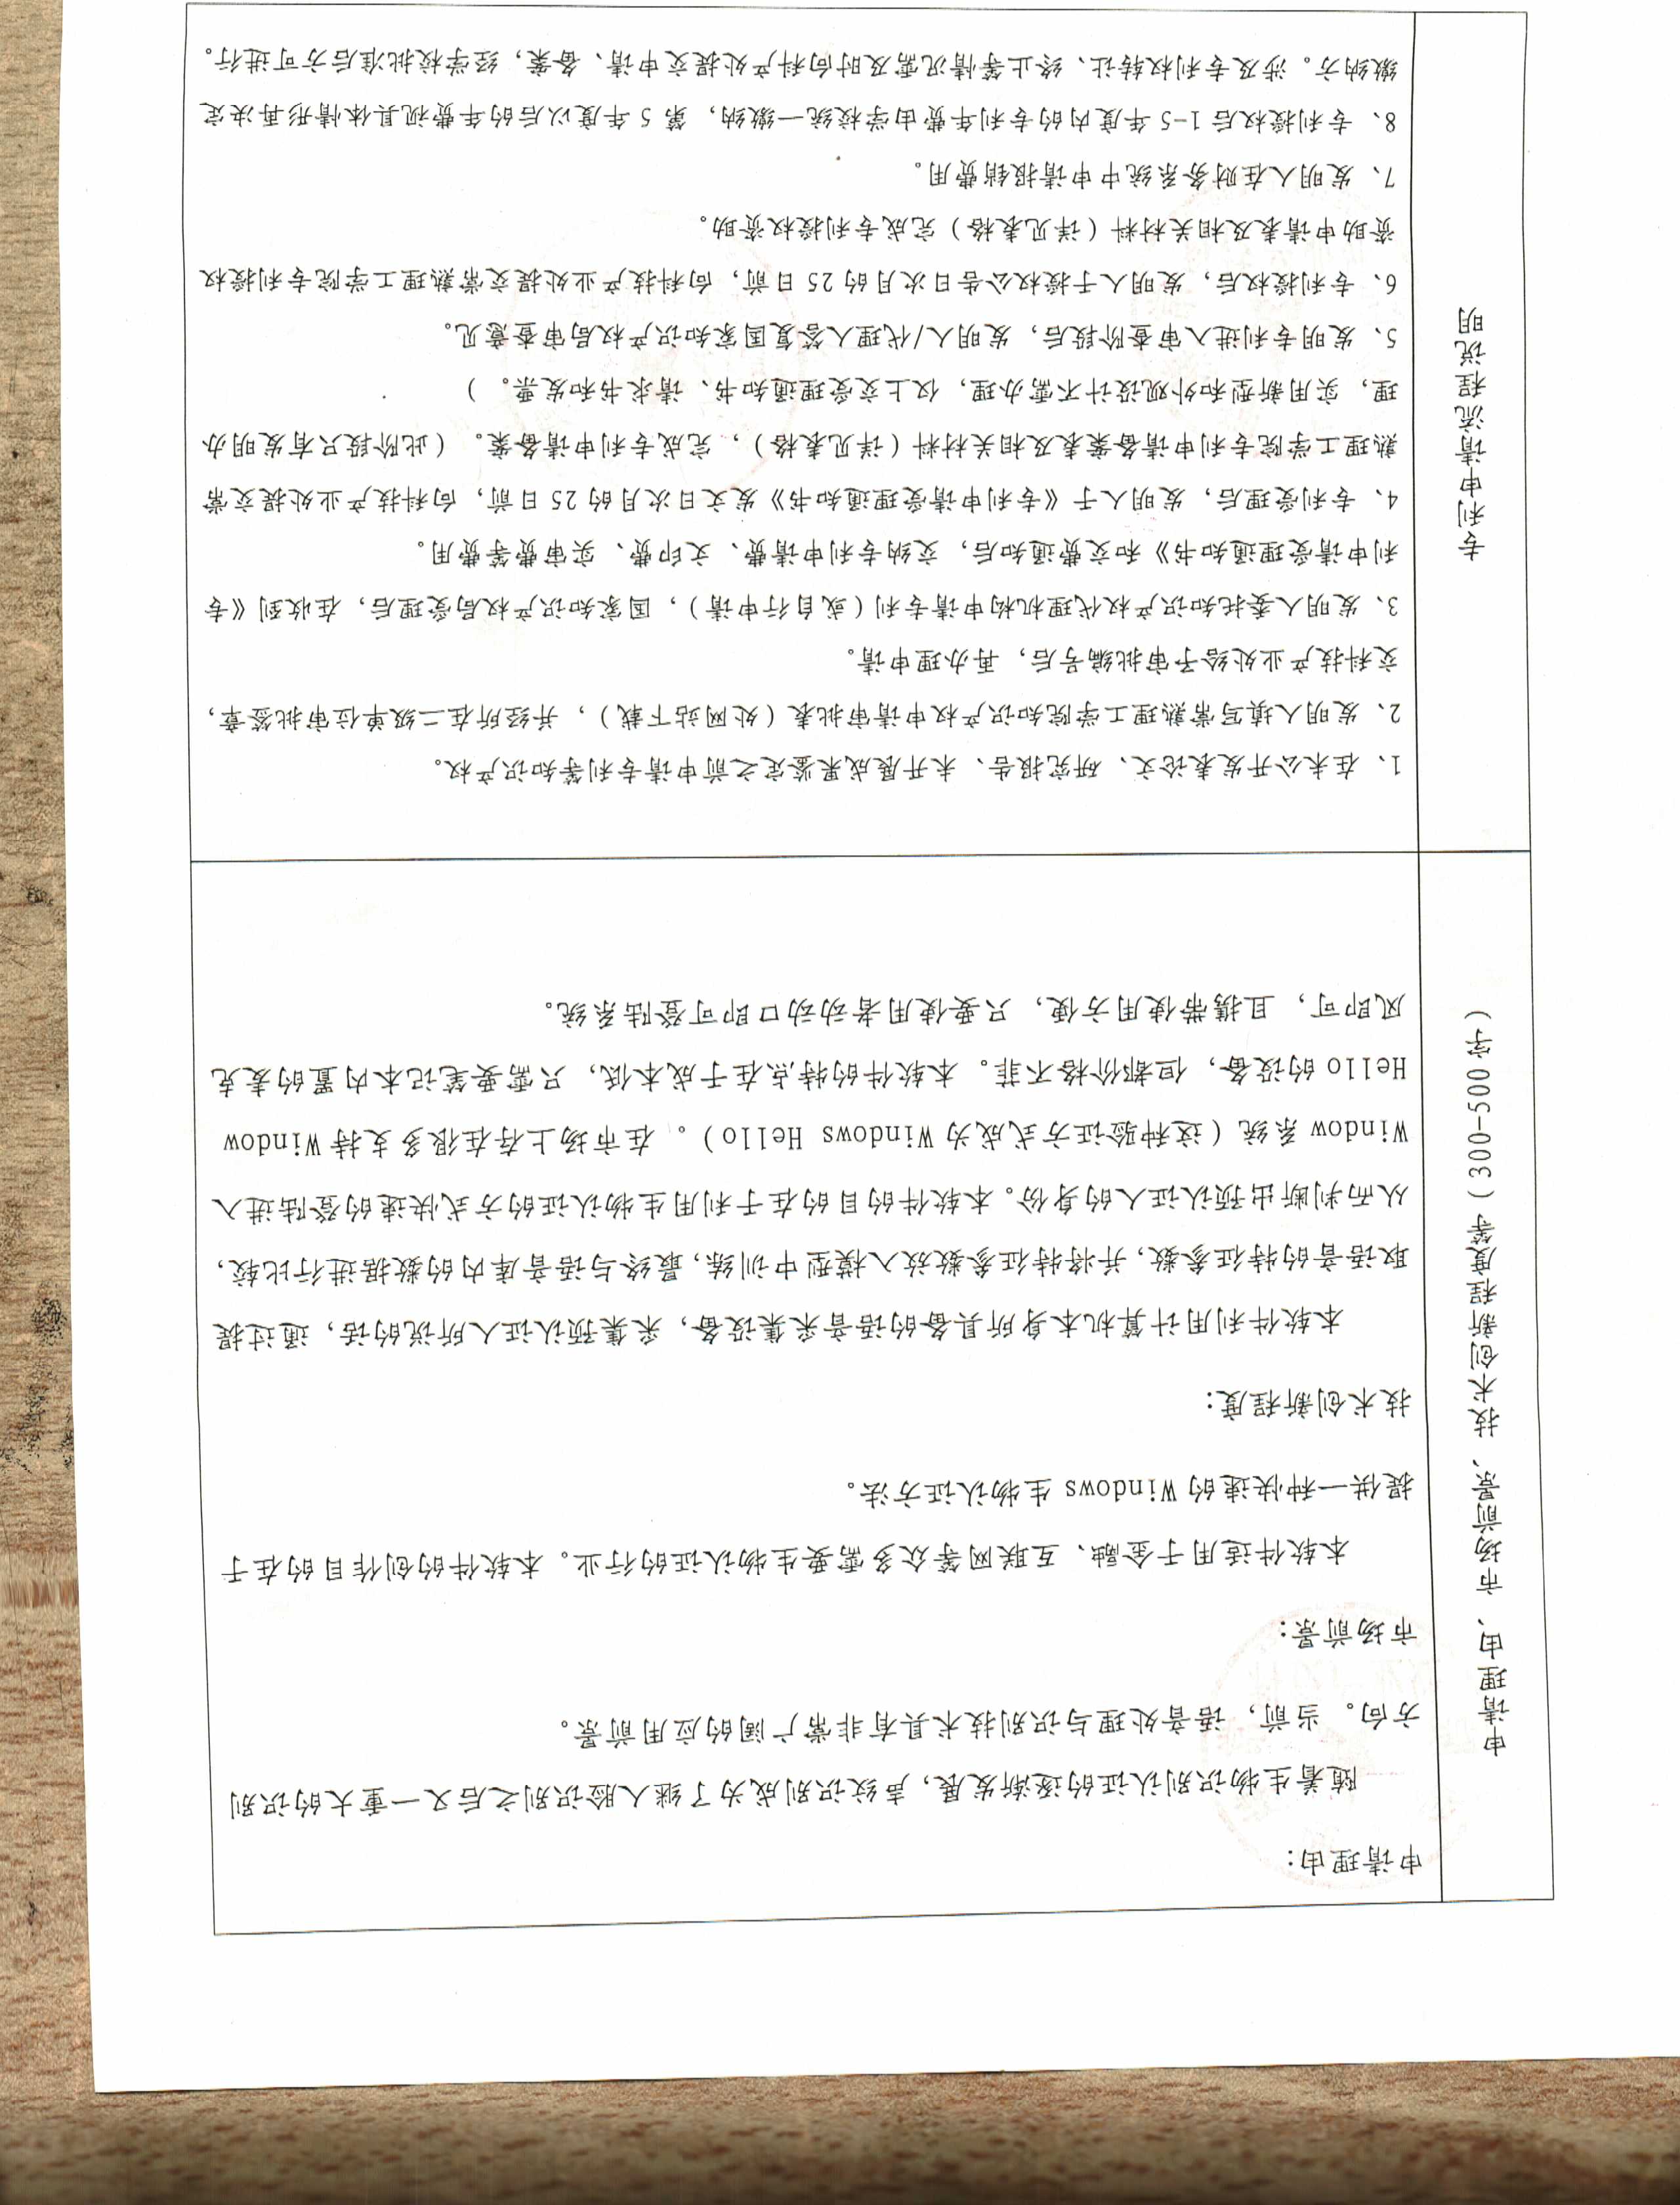 申请理由、市场前景、技术创新程度等（300-500字）
申请理由：
随着生物识别认证的逐渐发展，声纹识别成为了继人脸识别之后又一重大的识别
方向。当前，语音处理与识别技术具有非常广阔的应用前景。
市场前景：
本软件适用于金融、互联网等众多需要生物认证的行业。本软件的创作目的在于
提供一种快速的 Windows 生物认证方法。
技术创新程度：
本软件利用计算机本身所具备的语音采集设备，采集预认证人所说的话，通过提
取语音的特征参数，并将特征参数放入模型中训练，最终与语音库内的数据进行比较，
从而判断出预认证人的身份。本软件的目的在于利用生物认证的方式快速的登陆进入
Window 系统（这种验证方式成为 Windows Hello）。在市场上存在很多支持 Window
Hello 的设备，但都价格不菲。本软件的特点在于成本低，只需要笔记本内置的麦克
风即可，且携带使用方便，只要使用者动动口即可登陆系统。
专利申请流程说明
1、在未公开发表论文、研究报告、未开展成果鉴定之前申请专利等知识产权。
2、发明人填写常熟理工学院知识产权申请审批表（处网站下载），并经所在二级单位审批签章，
交科技产业处给予审批编号后，再办理申请。
3、发明人委托知识产权代理机构申请专利（或自行申请），国家知识产权局受理后，在收到《专
利申请受理通知书》和交费通知后，交纳专利申请费、文印费、实审费等费用。
4、专利受理后，发明人于《专利申请受理通知书》发文日次月的 25 日前，向科技产业处提交常
熟理工学院专利申请备案表及相关材料（详见表格），完成专利申请备案。（此阶段只有发明办
理，实用新型和外观设计不需办理，仅上交受理通知书、请求书和发票。）
5、发明专利进入审查阶段后，发明人/代理人答复国家知识产权局审查意见。
6、专利授权后，发明人于授权公告日次月的 25 日前，向科技产业处提交常熟理工学院专利授权
资助申请表及相关材料（详见表格）完成专利授权资助。
7、发明人在财务系统中申请报销费用。
8、专利授权后 1-5 年度内的专利年费由学校统一缴纳，第 5 年度以后的年费视具体情形再决定
缴纳方。涉及专利权转让、终止等情况需及时向科产处提交申请、备案，经学校批准后方可进行。